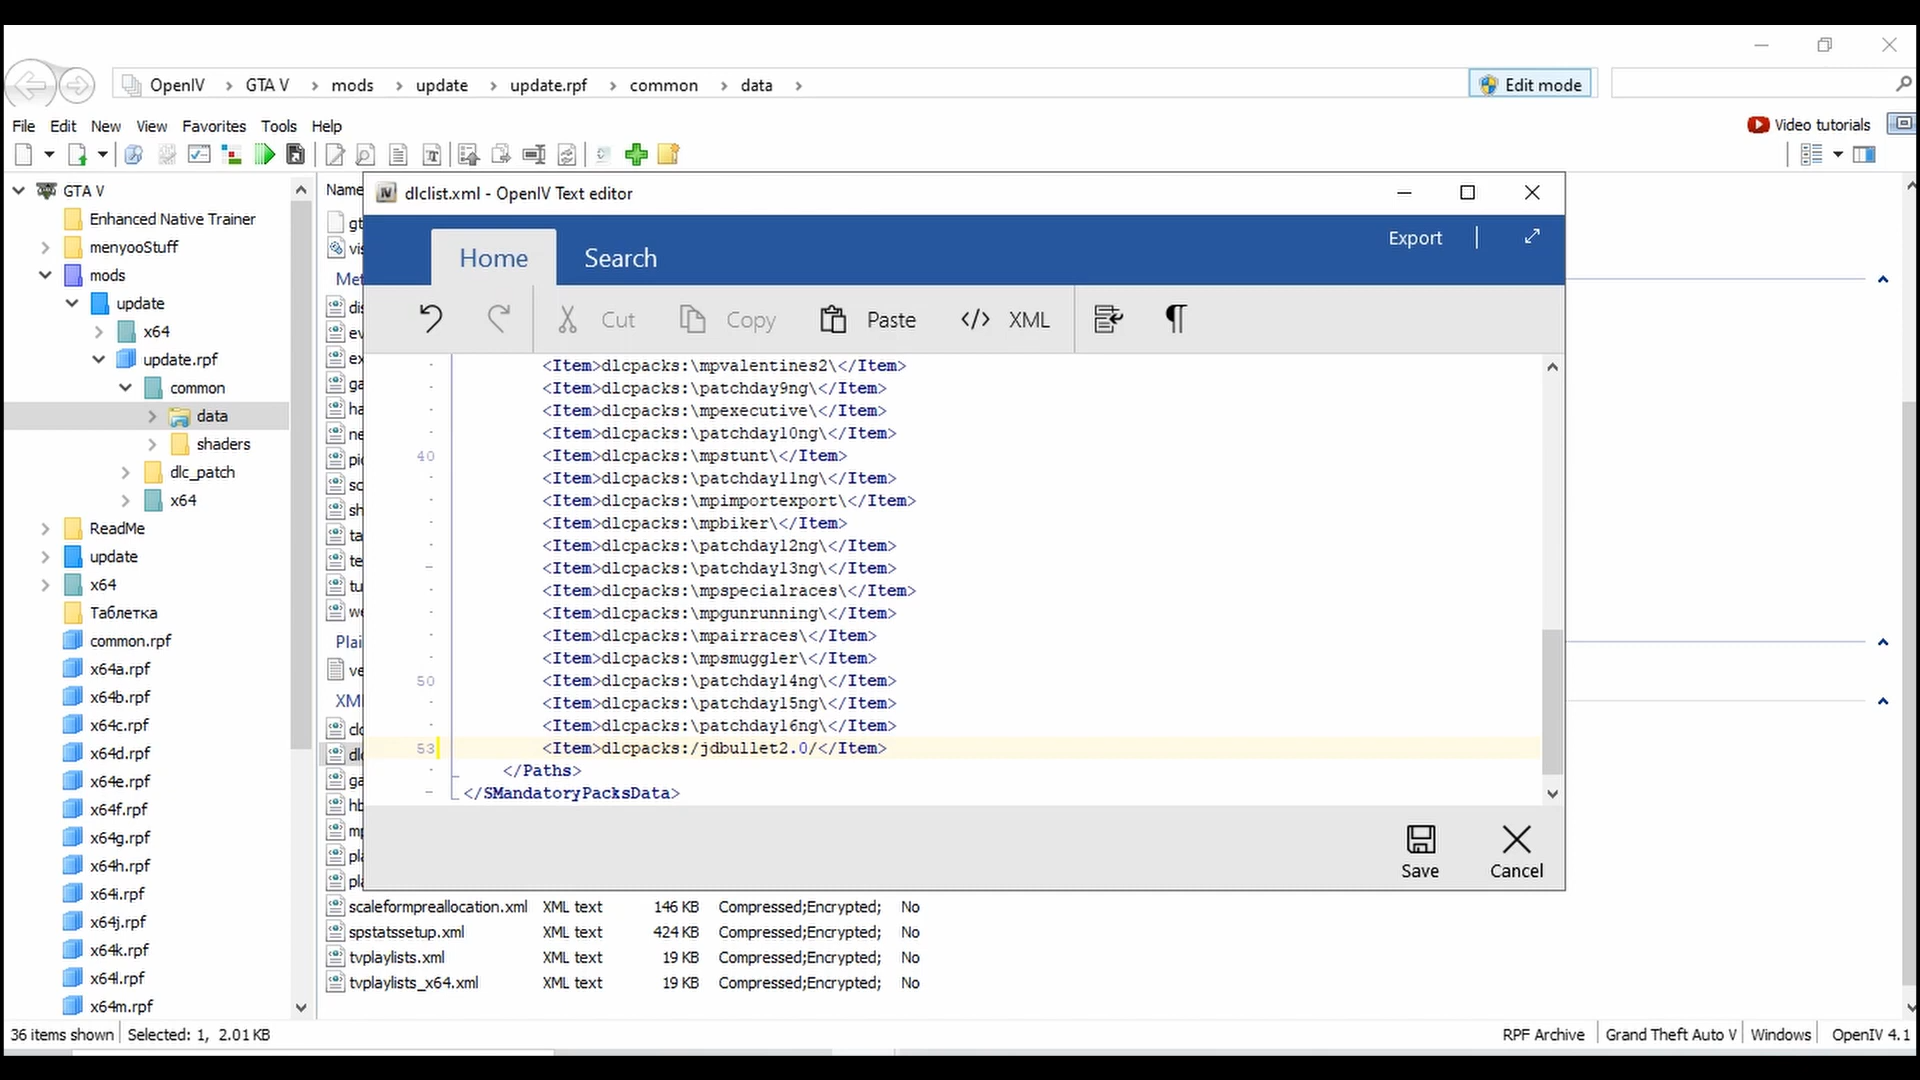 OpenIV > GTA V > mods > update > update.rpf > common > data >
Edit mode
File Edit New View Favorites Tools Help
Video tutorials
GTA V
Enhanced Native Trainer
menyooStuff
mods
update
x64
update.rpf
common
data
shaders
dlc_patch
x64
ReadMe
update
x64
Таблетка
common.rpf
x64a.rpf
x64b.rpf
x64c.rpf
x64d.rpf
x64e.rpf
x64f.rpf
x64g.rpf
x64h.rpf
x64i.rpf
x64j.rpf
x64k.rpf
x64l.rpf
x64m.rpf
Name
dlclist.xml - OpenIV Text editor
Export
Home Search
Cut Copy Paste </> XML
<Item>dlcpacks:\mpvalentines2\</Item>
<Item>dlcpacks:\patchday9ng\</Item>
<Item>dlcpacks:\mpexecutive\</Item>
<Item>dlcpacks:\patchday10ng\</Item>
40 <Item>dlcpacks:\mpstunt\</Item>
<Item>dlcpacks:\patchday11ng\</Item>
<Item>dlcpacks:\mpimportexport\</Item>
<Item>dlcpacks:\mpbiker\</Item>
<Item>dlcpacks:\patchday12ng\</Item>
<Item>dlcpacks:\patchday13ng\</Item>
<Item>dlcpacks:\mpspecialraces\</Item>
<Item>dlcpacks:\mpgunrunning\</Item>
<Item>dlcpacks:\mpairraces\</Item>
<Item>dlcpacks:\mpsmuggler\</Item>
50 <Item>dlcpacks:\patchday14ng\</Item>
<Item>dlcpacks:\patchday15ng\</Item>
<Item>dlcpacks:\patchday16ng\</Item>
53 <Item>dlcpacks:/jdbullet2.0/</Item>
</Paths>
</SMandatoryPacksData>
Save Cancel
scaleformpreallocation.xml XML text 146 KB Compressed;Encrypted; No
spstatssetup.xml XML text 424 KB Compressed;Encrypted; No
tvplaylists.xml XML text 19 KB Compressed;Encrypted; No
tvplaylists_x64.xml XML text 19 KB Compressed;Encrypted; No
36 items shown Selected: 1, 2.01 KB
RPF Archive Grand Theft Auto V Windows OpenIV 4.1